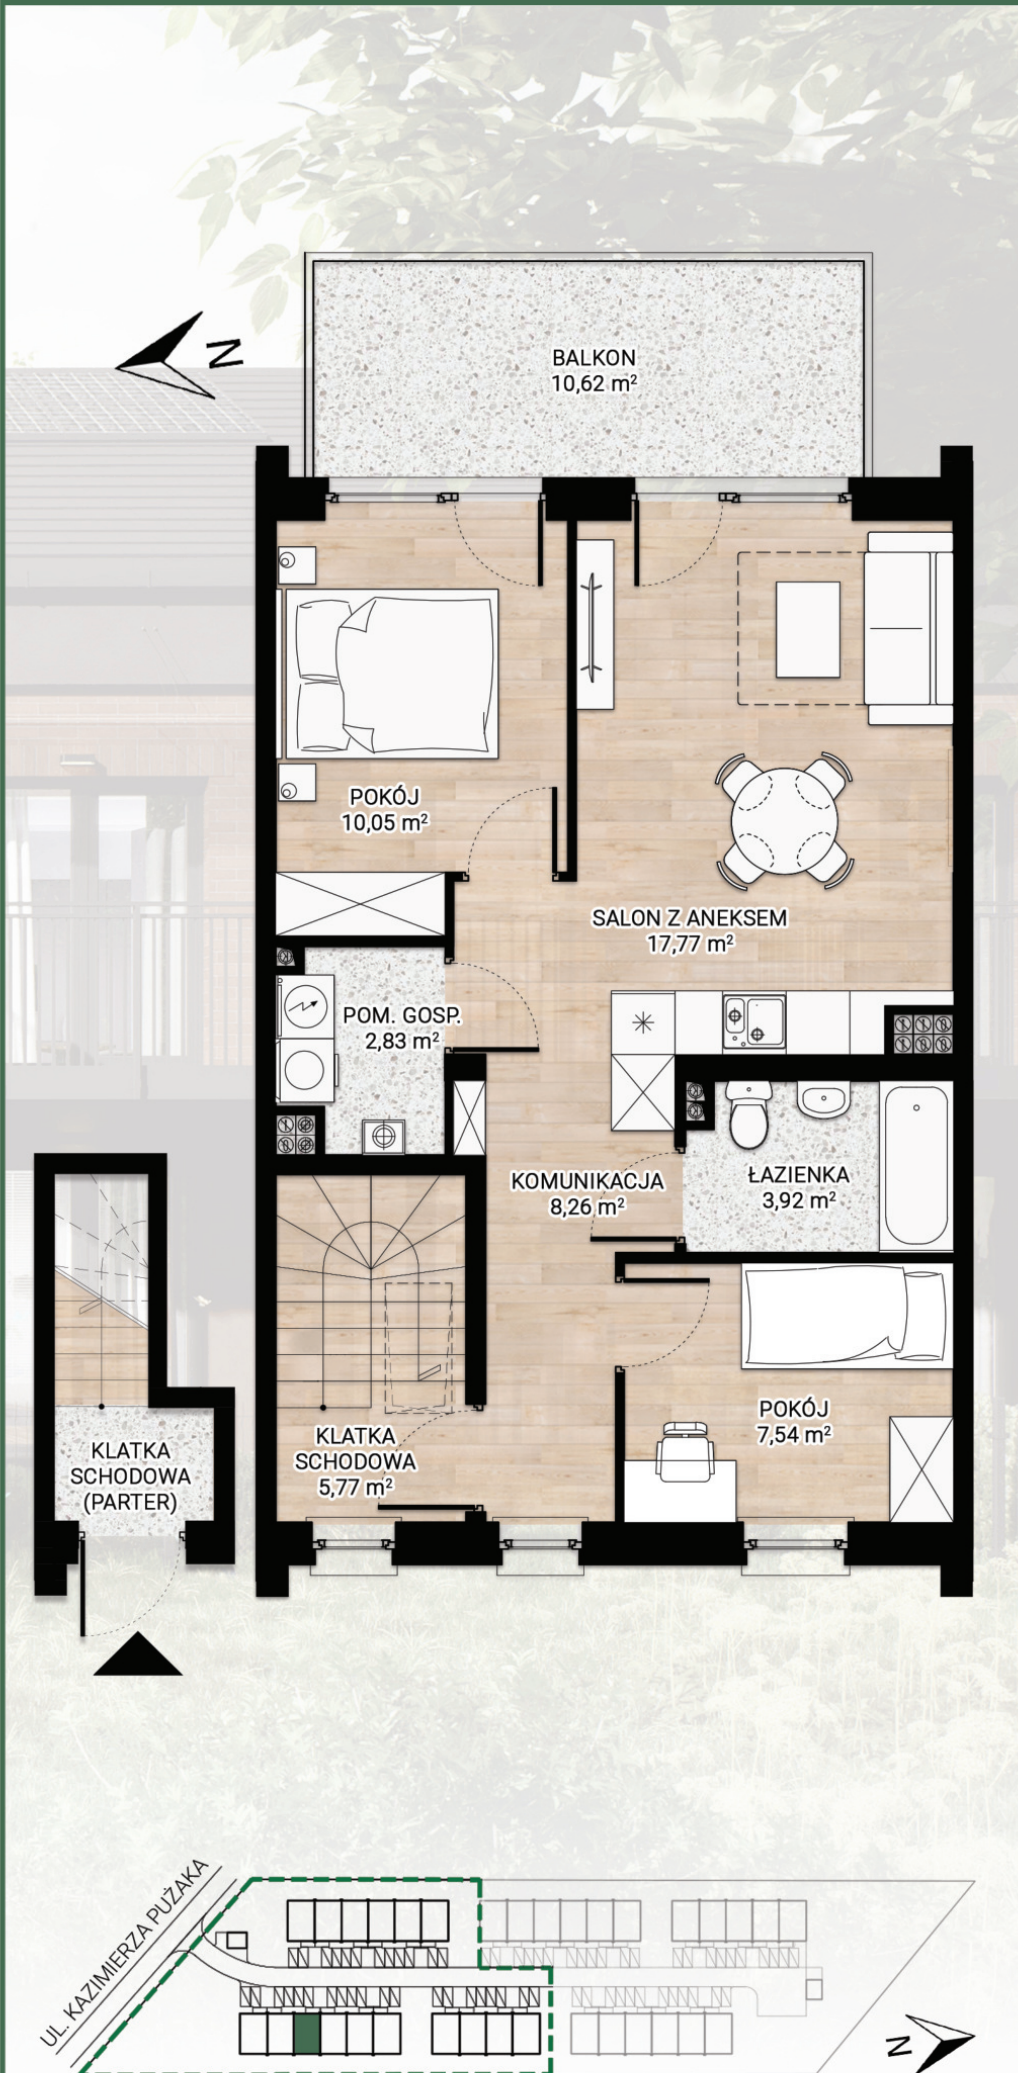 BALKON
10,62 m²
N
POKÓJ
10,05 m²
SALON Z ANEKSEM
17,77 m²
POM. GOSP.
2,83 m²
KOMUNIKACJA
8,26 m²
ŁAZIENKA
3,92 m²
POKÓJ
7,54 m²
KLATKA
SCHODOWA
5,77 m²
KLATKA
SCHODOWA
(PARTER)
UL. KAZIMIERZA PUŻAKA
N